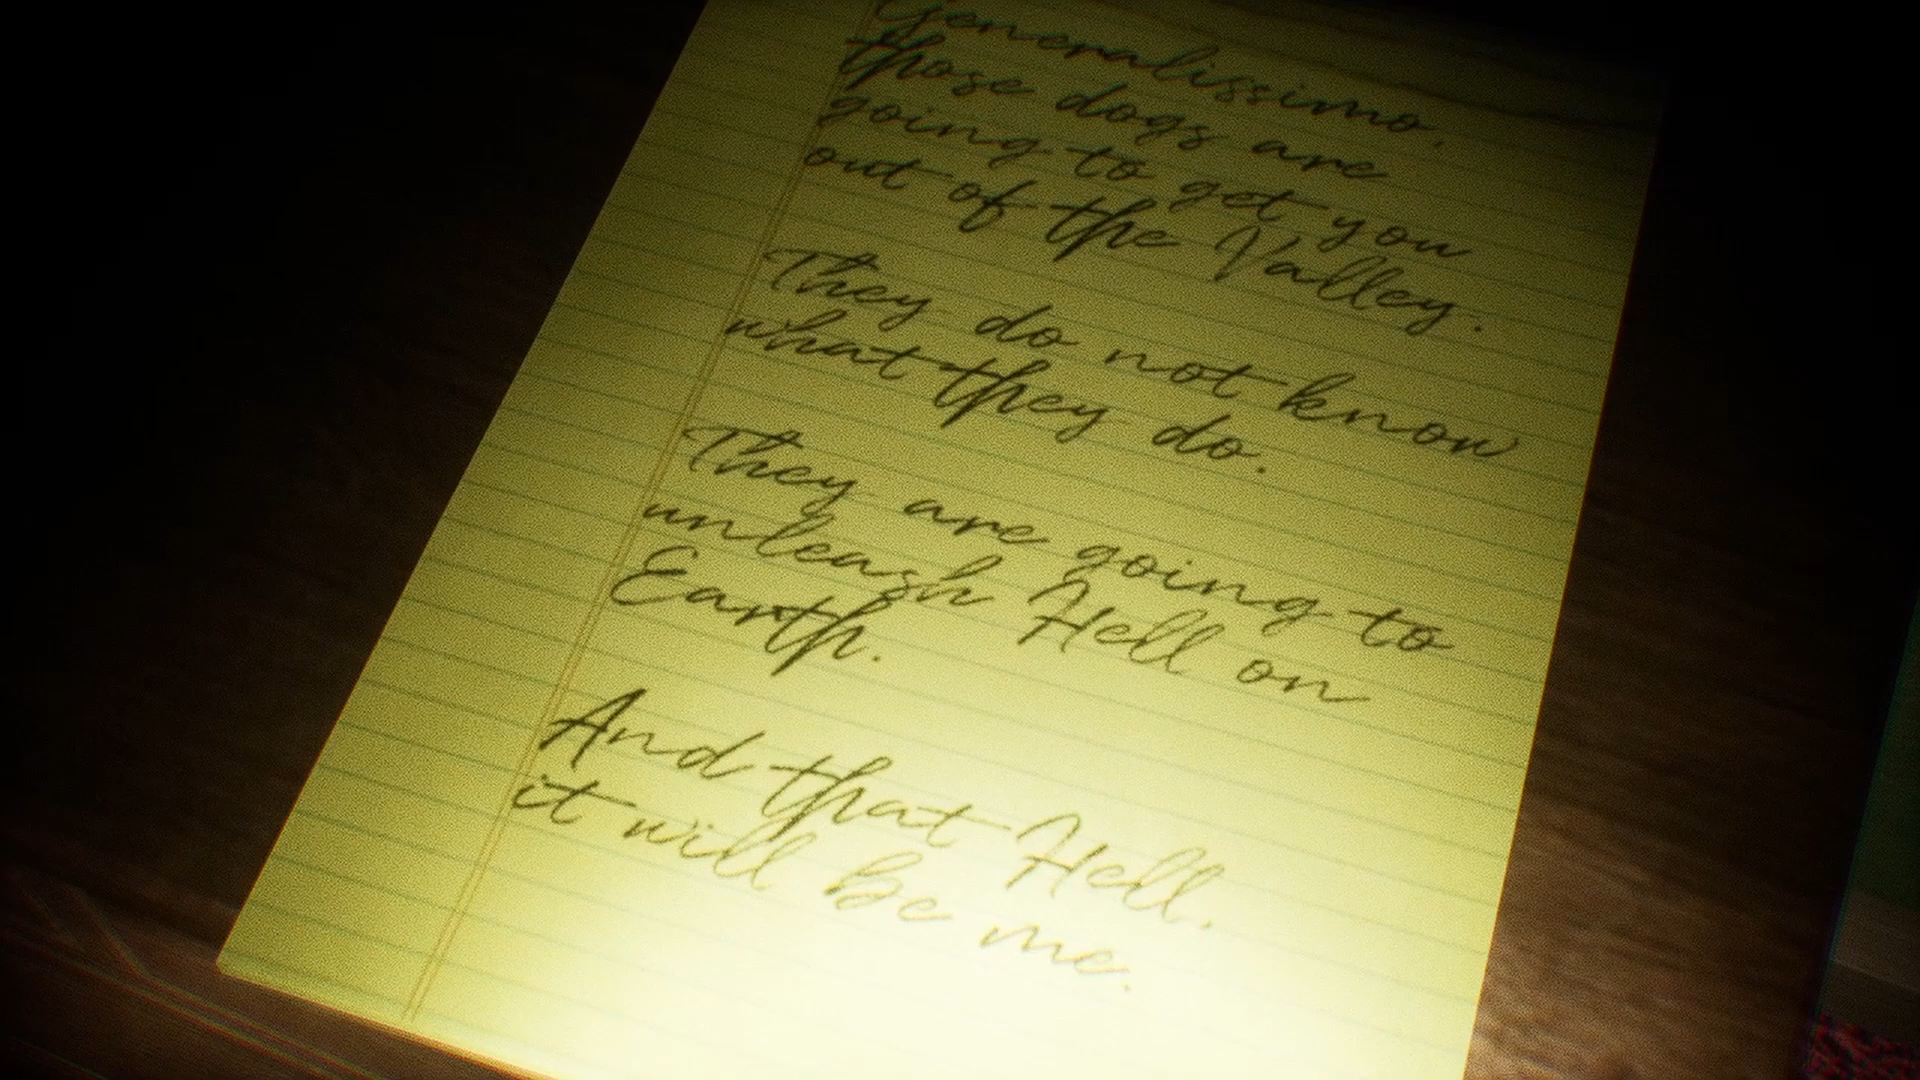 Generalissimo.
those dogs are
going to get you
out of the Valley.
They do not know
what they do.
They are going to
unleash Hell on
Earth.
And that Hell.
it will be me.